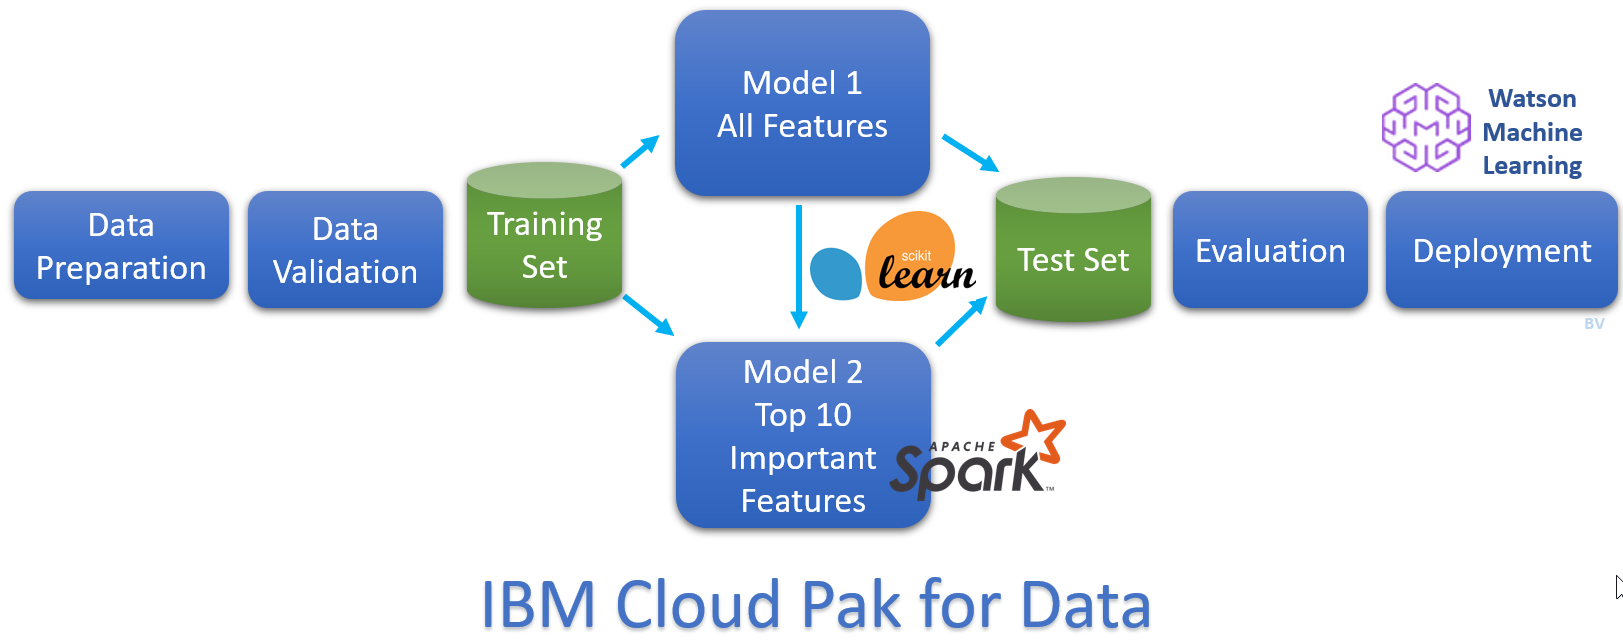 Data
Preparation
Data
Validation
Training
Set
Model 1
All Features
scikit
learn
Model 2
Top 10
Important
Features
APACHE
Spark™
Test Set
Evaluation
Watson
Machine
Learning
Deployment
BV
IBM Cloud Pak for Data